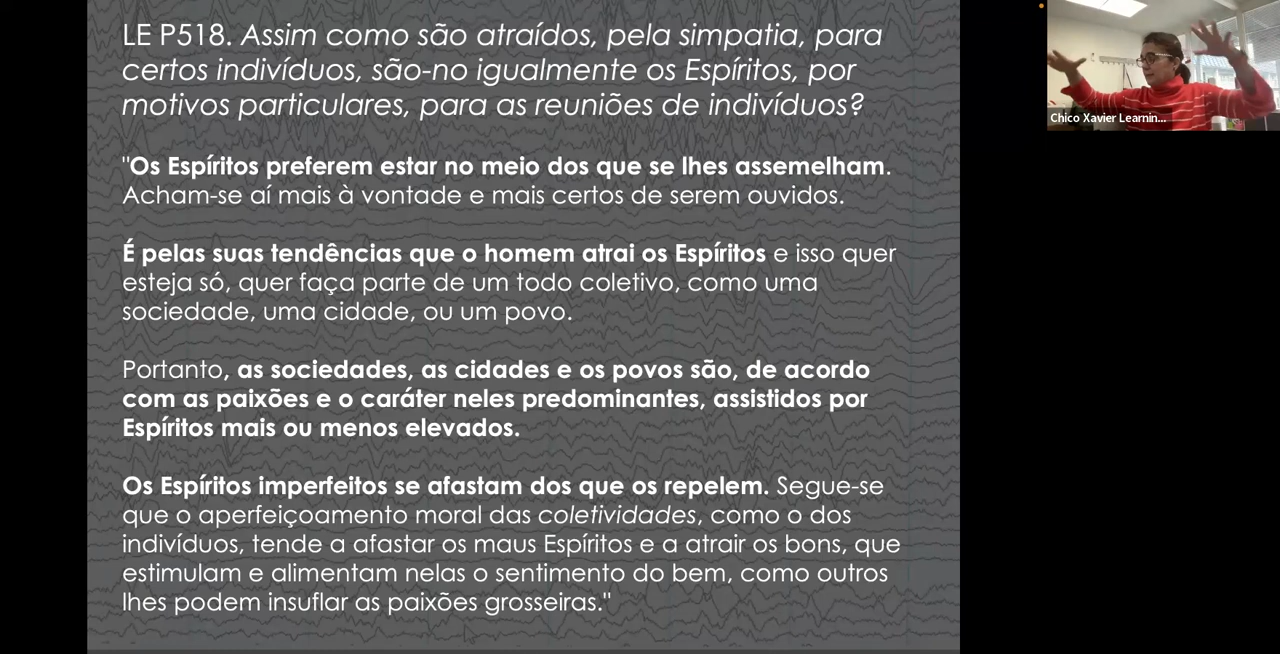 LE P518. Assim como são atraídos, pela simpatia, para
certos indivíduos, são-no igualmente os Espíritos, por
motivos particulares, para as reuniões de indivíduos?
"Os Espíritos preferem estar no meio dos que se lhes assemelham.
Acham-se aí mais à vontade e mais certos de serem ouvidos.
É pelas suas tendências que o homem atrai os Espíritos e isso quer
esteja só, quer faça parte de um todo coletivo, como uma
sociedade, uma cidade, ou um povo.
Portanto, as sociedades, as cidades e os povos são, de acordo
com as paixões e o caráter neles predominantes, assistidos por
Espíritos mais ou menos elevados.
Os Espíritos imperfeitos se afastam dos que os repelem. Segue-se
que o aperfeiçoamento moral das coletividades, como o dos
indivíduos, tende a afastar os maus Espíritos e a atrair os bons, que
estimulam e alimentam nelas o sentimento do bem, como outros
lhes podem insuflar as paixões grosseiras."
Chico Xavier Learnin...